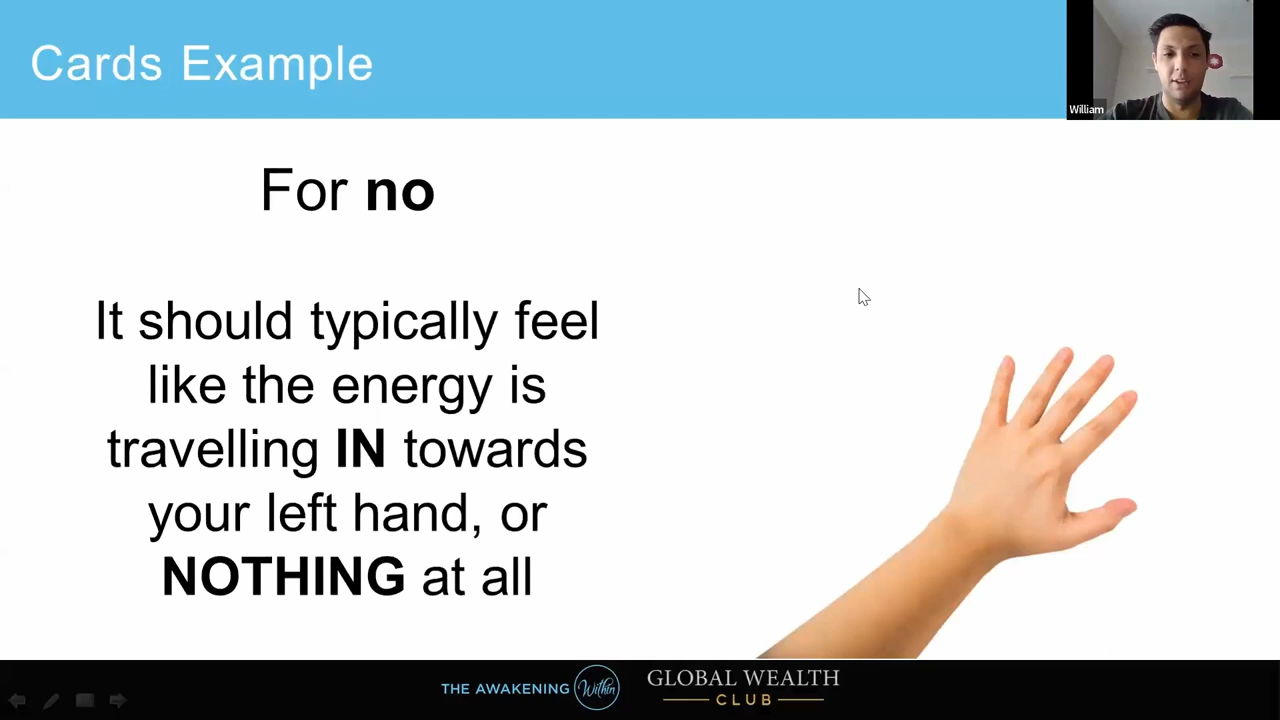 Cards Example
William
For no
It should typically feel
like the energy is
travelling IN towards
your left hand, or
NOTHING at all
THE AWAKENING Within
GLOBAL WEALTH
CLUB